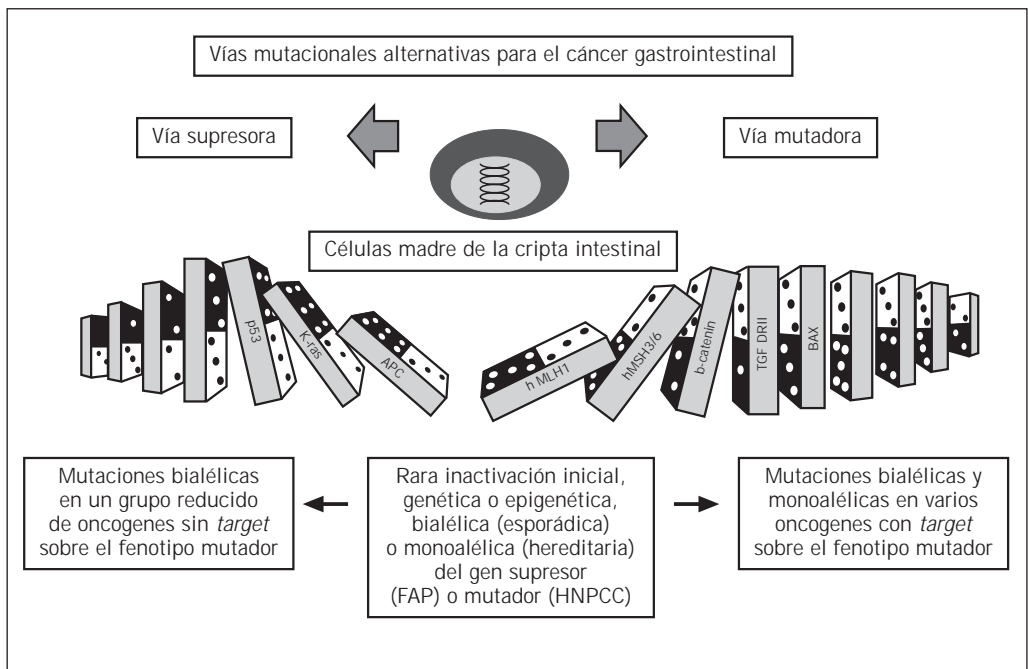 Vías mutacionales alternativas para el cáncer gastrointestinal
Vía supresora
Vía mutadora
Células madre de la cripta intestinal
p53
K-ras
APC
h MLH1
hMSH3/6
b-catenin
TGF DRII
BAX
Mutaciones bialélicas
en un grupo reducido
de oncogenes sin target
sobre el fenotipo mutador
Rara inactivación inicial,
genética o epigenética,
bialélica (esporádica)
o monoalélica (hereditaria)
del gen supresor
(FAP) o mutador (HNPCC)
Mutaciones bialélicas y
monoalélicas en varios
oncogenes con target
sobre el fenotipo mutador